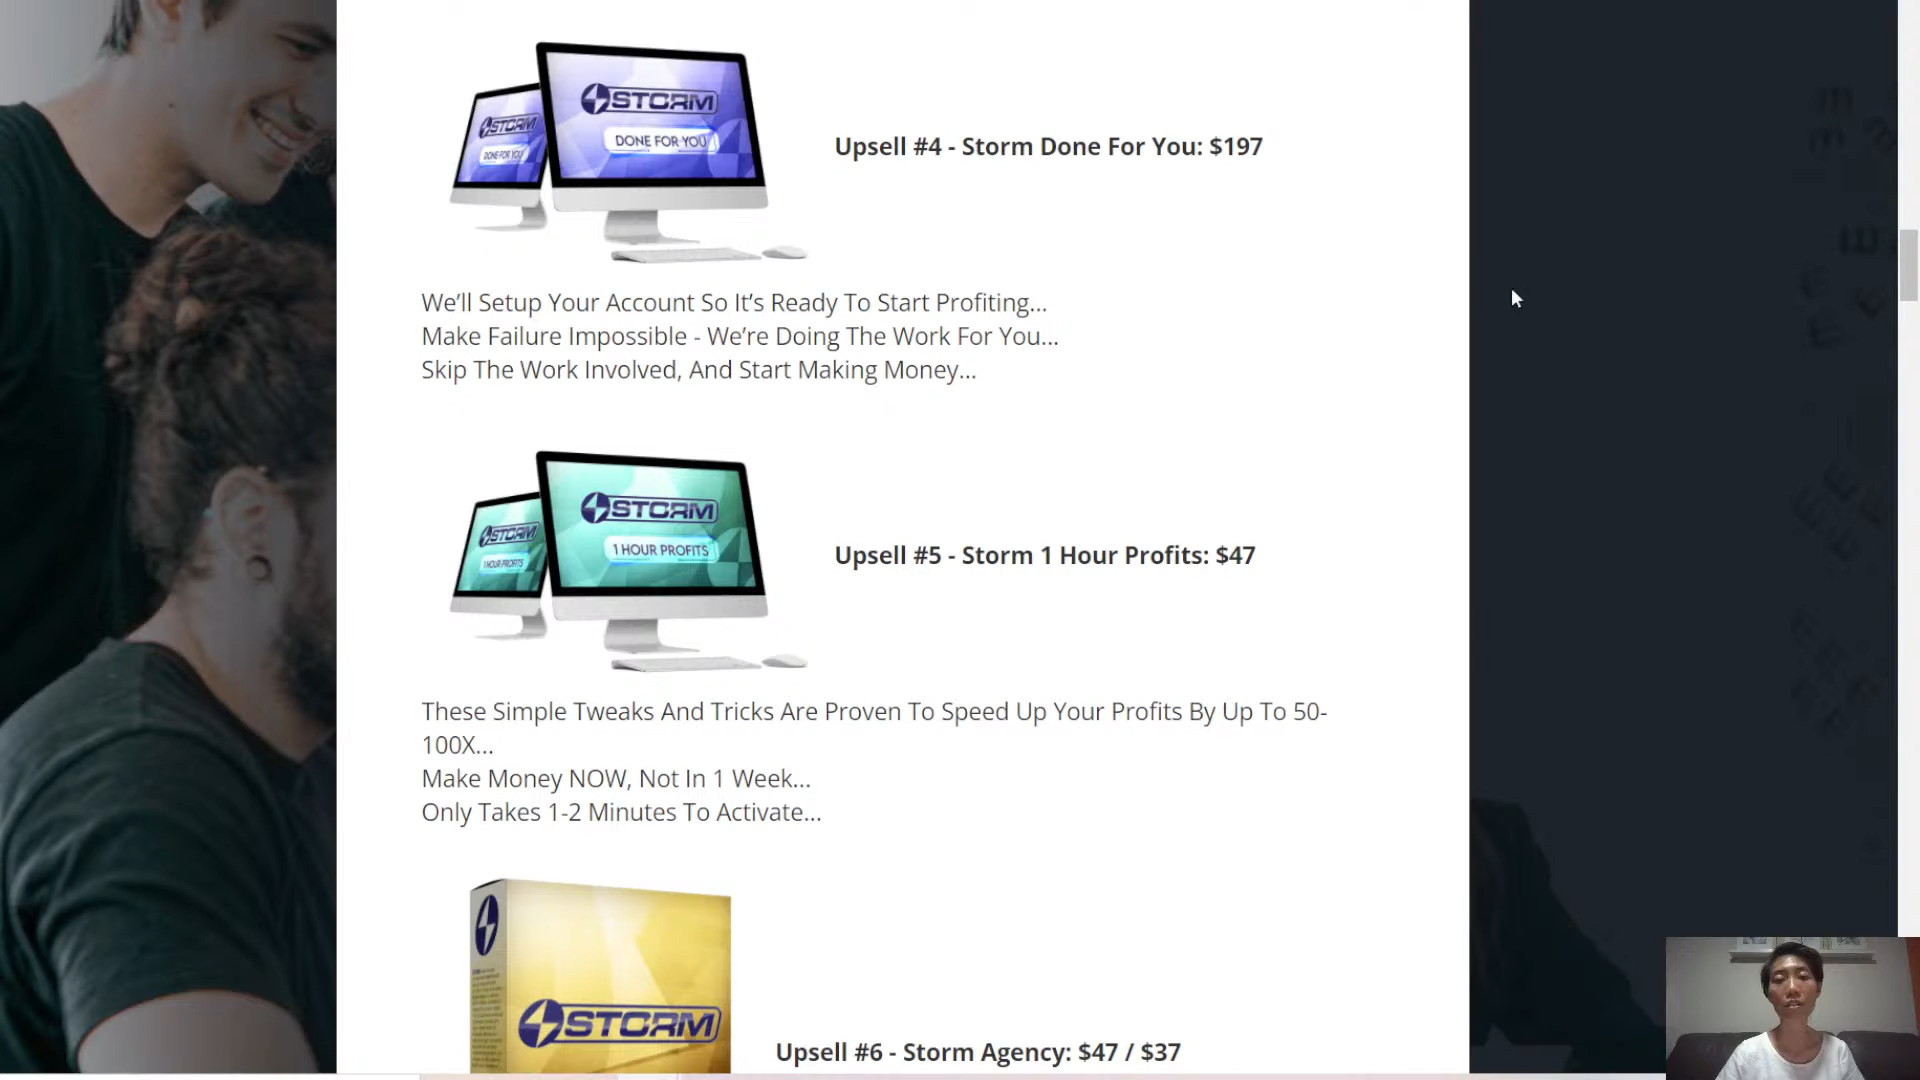 STORM
DONE FOR YOU
STORM
DONE FOR YOU
Upsell #4 - Storm Done For You: $197
We’ll Setup Your Account So It’s Ready To Start Profiting...
Make Failure Impossible - We’re Doing The Work For You...
Skip The Work Involved, And Start Making Money...
STORM
1 HOUR PROFITS
STORM
1 HOUR PROFITS
Upsell #5 - Storm 1 Hour Profits: $47
These Simple Tweaks And Tricks Are Proven To Speed Up Your Profits By Up To 50-
100X...
Make Money NOW, Not In 1 Week...
Only Takes 1-2 Minutes To Activate...
STORM
Upsell #6 - Storm Agency: $47 / $37